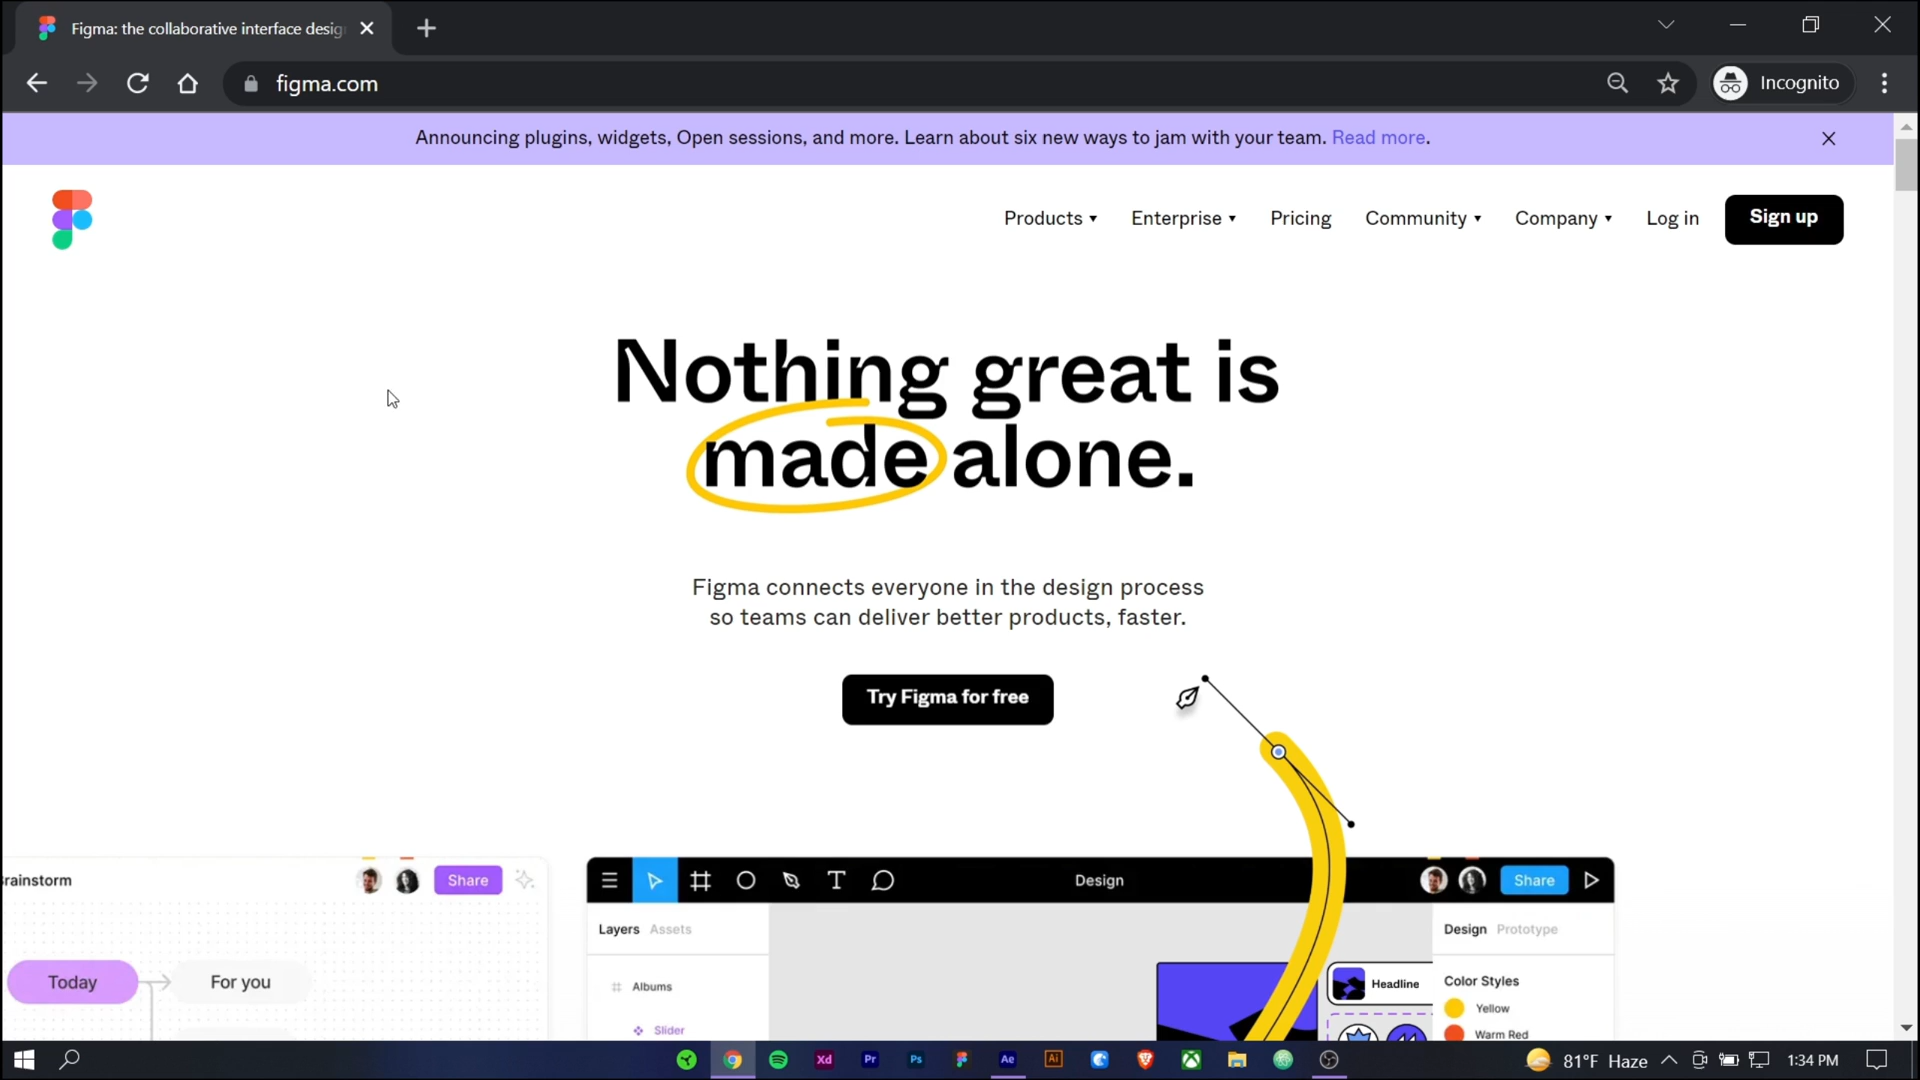 Figma: the collaborative interface desig
figma.com
Incognito
Announcing plugins, widgets, Open sessions, and more. Learn about six new ways to jam with your team. Read more.
Products Enterprise Pricing Community Company Log in Sign up
Nothing great is
made alone.
Figma connects everyone in the design process
so teams can deliver better products, faster.
Try Figma for free
rainstorm
Share
Design
Share
Layers Assets
Design Prototype
Today
For you
Albums
Headline
Color Styles
Yellow
Slider
Warm Red
Xd
Pr
Ps
Ae
Ai
81°F Haze
1:34 PM